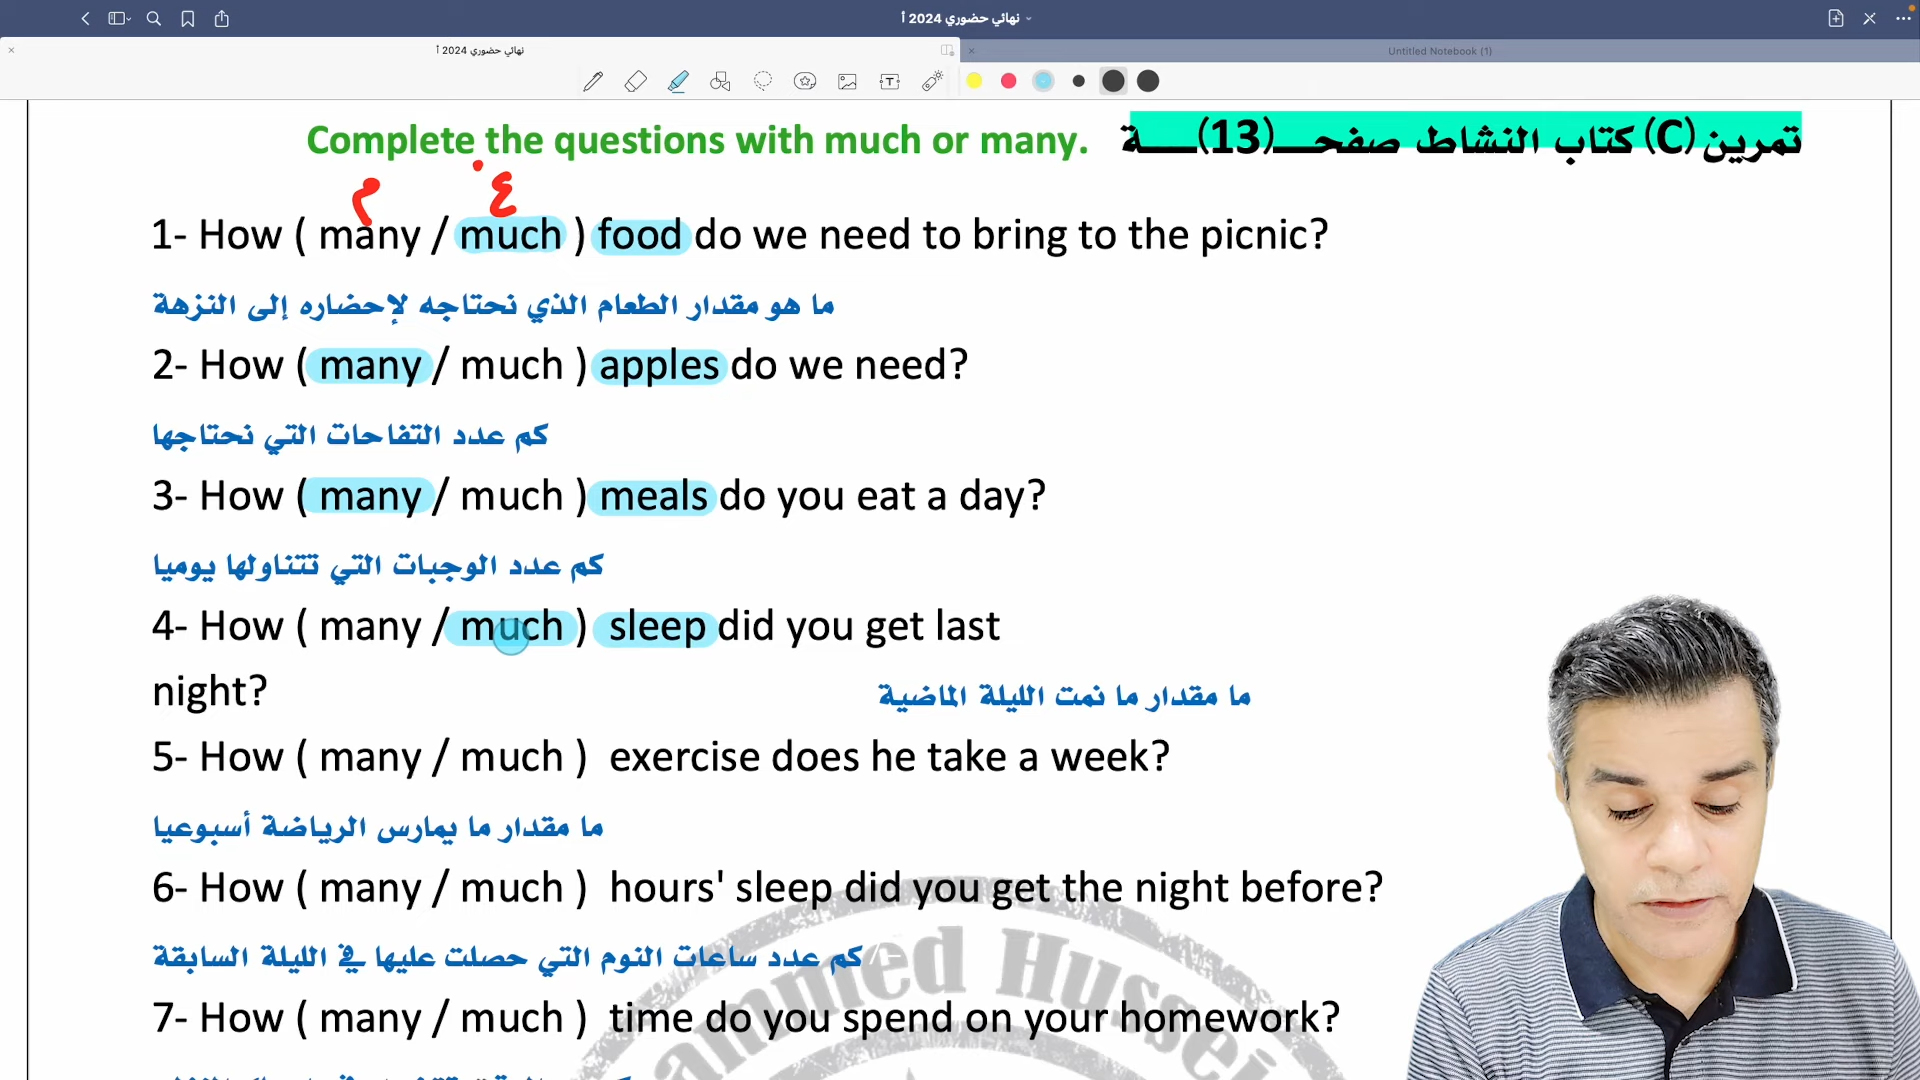 نهائي حضوري 2024 أ
نهائي حضوري 2024 أ
Untitled Notebook (1)
Complete the questions with much or many. تمرين (C) كتاب النشاط صفحــــة (13)
م غ
1- How ( many / much ) food do we need to bring to the picnic?
ما هو مقدار الطعام الذي نحتاجه لإحضاره إلى النزهة
2- How ( many / much ) apples do we need?
كم عدد التفاحات التي نحتاجها
3- How ( many / much ) meals do you eat a day?
كم عدد الوجبات التي تتناولها يوميا
4- How ( many / much ) sleep did you get last
night? ما مقدار ما نمت الليلة الماضية
5- How ( many / much ) exercise does he take a week?
ما مقدار ما يمارس الرياضة أسبوعيا
6- How ( many / much ) hours' sleep did you get the night before?
كم عدد ساعات النوم التي حصلت عليها في الليلة السابقة
7- How ( many / much ) time do you spend on your homework?